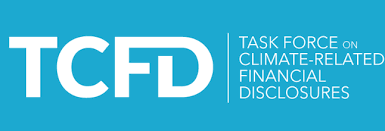 TCFD
TASK FORCE ON
CLIMATE-RELATED
FINANCIAL
DISCLOSURES